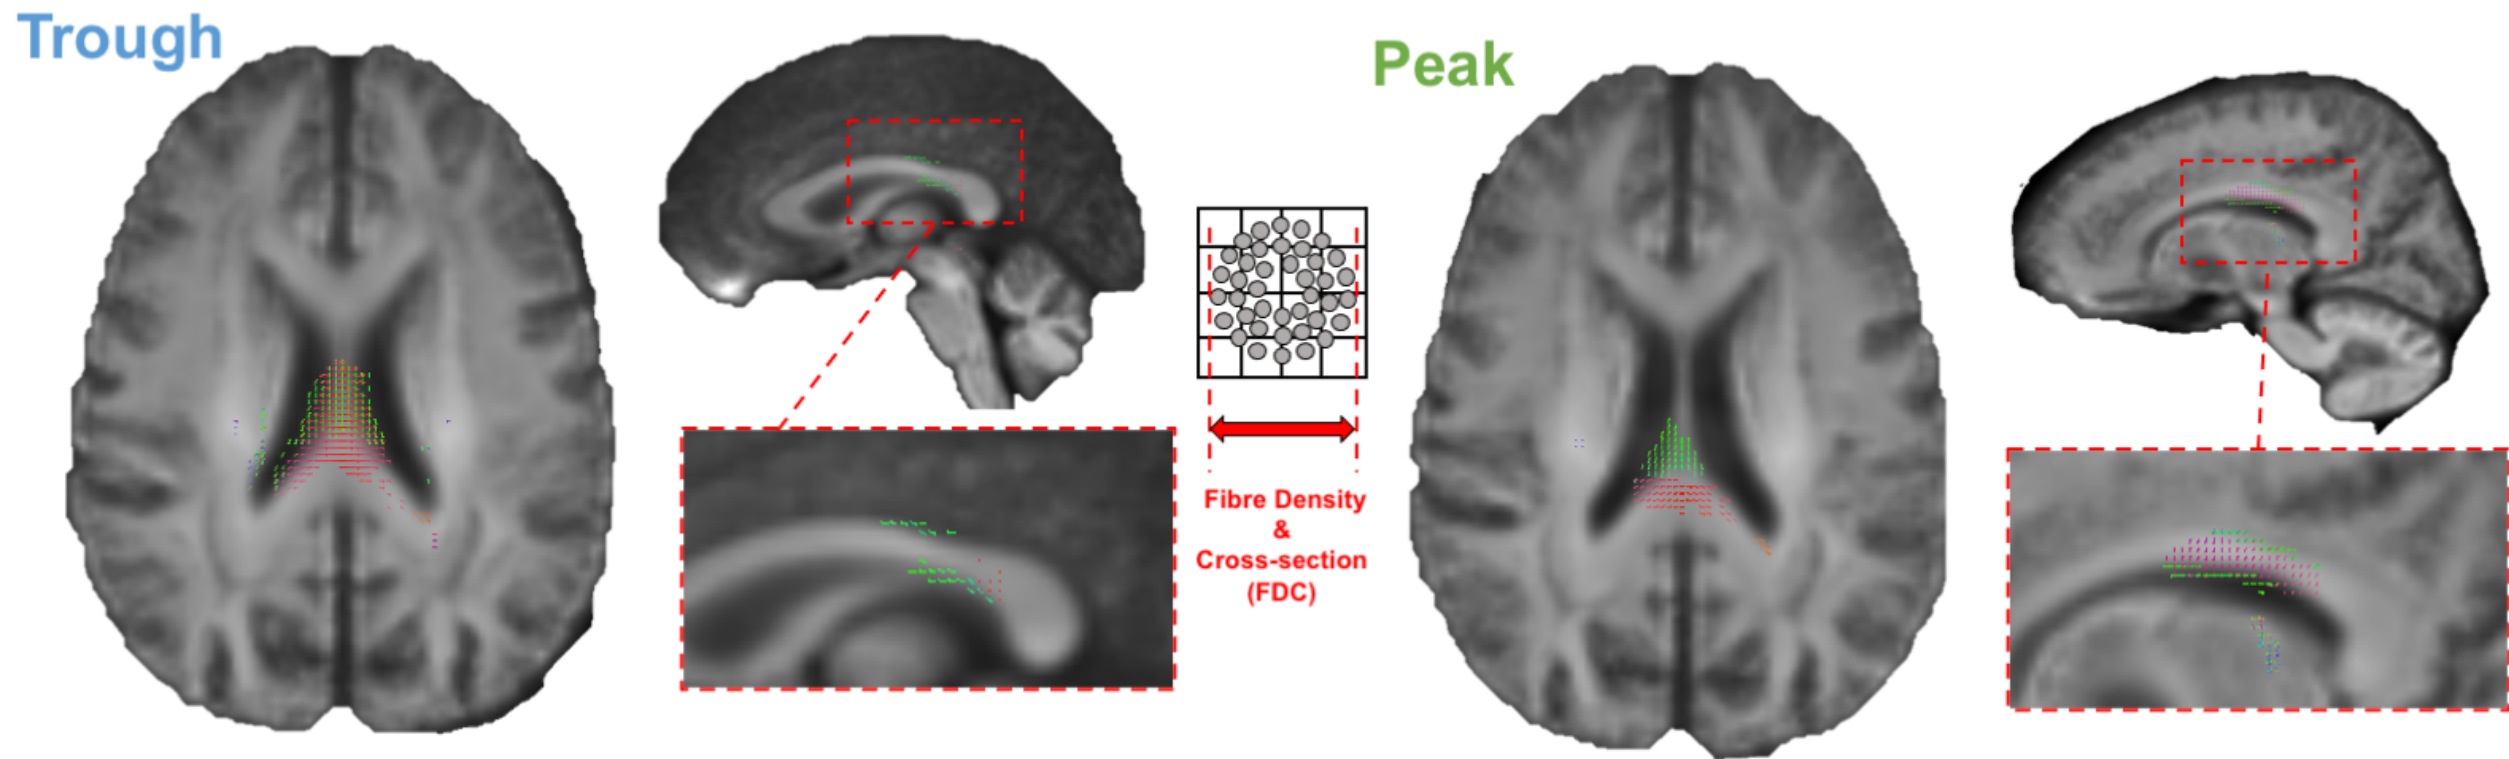 Trough
Peak
Fibre Density
&
Cross-section
(FDC)